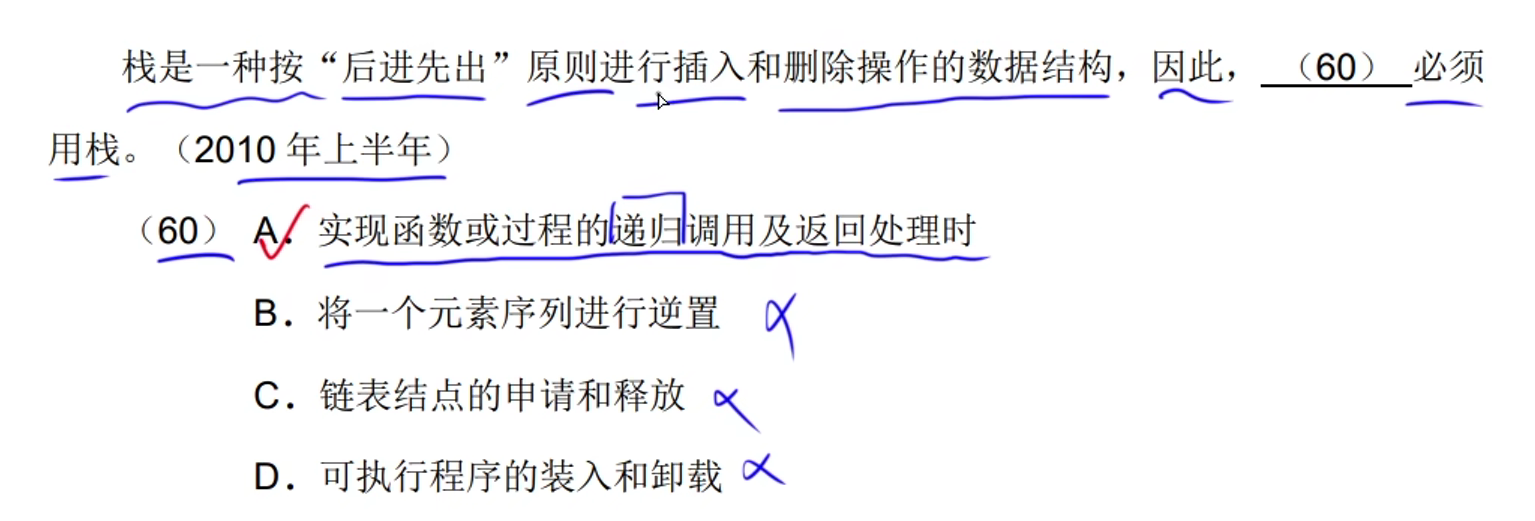 栈是一种按“后进先出”原则进行插入和删除操作的数据结构，因此，（60）必须
用栈。（2010 年上半年）
（60） A．实现函数或过程的递归调用及返回处理时
B．将一个元素序列进行逆置
C．链表结点的申请和释放
D．可执行程序的装入和卸载